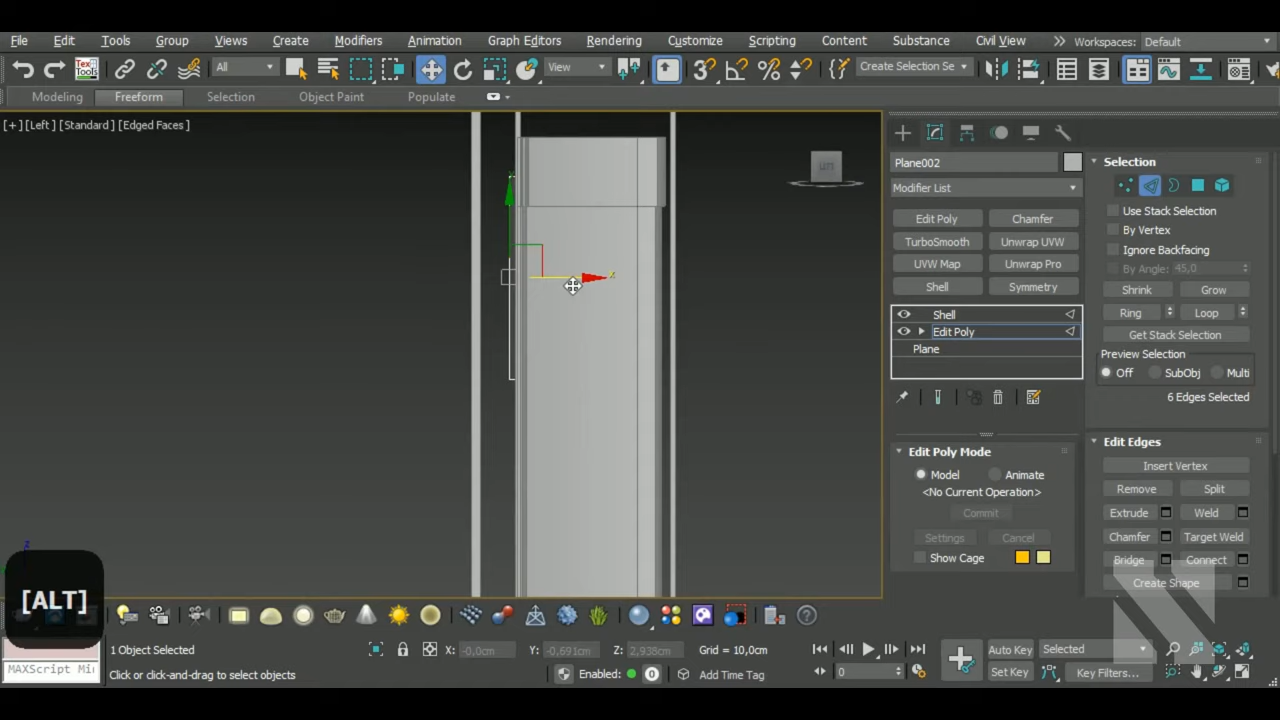 File Edit Tools Group Views Create Modifiers Animation Graph Editors Rendering Customize Scripting Content Substance Civil View Workspaces: Default
Tex Tools All View 3 Create Selection Se
Modeling Freeform Selection Object Paint Populate
[+] [Left] [Standard] [Edged Faces]
Plane002
Modifier List
Edit Poly Chamfer
TurboSmooth Unwrap UVW
UVW Map Unwrap Pro
Shell Symmetry
Shell
Edit Poly
Plane
Edit Poly Mode
Model Animate
<No Current Operation>
Commit
Settings Cancel
Show Cage
Selection
Use Stack Selection
By Vertex
Ignore Backfacing
By Angle: 45,0
Shrink Grow
Ring Loop
Get Stack Selection
Preview Selection
Off SubObj Multi
6 Edges Selected
Edit Edges
Insert Vertex
Remove Split
Extrude Weld
Chamfer Target Weld
Bridge Connect
Create Shape
x
z
[ALT]
MAXScript Mi
1 Object Selected X: -0,0cm Y: -0,691cm Z: 2,938cm Grid = 10,0cm
Click or click-and-drag to select objects Enabled: 0 Add Time Tag
0
Auto Key Selected
Set Key Key Filters...